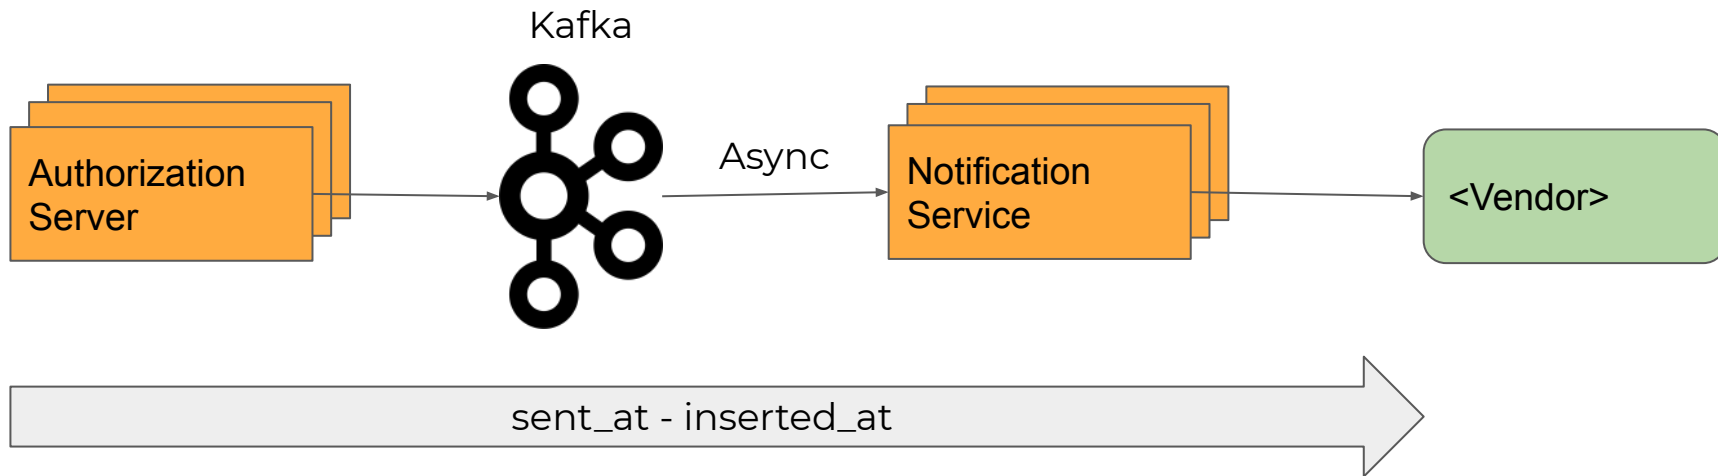 Kafka
Authorization
Server
Async
Notification
Service
<Vendor>
sent_at - inserted_at